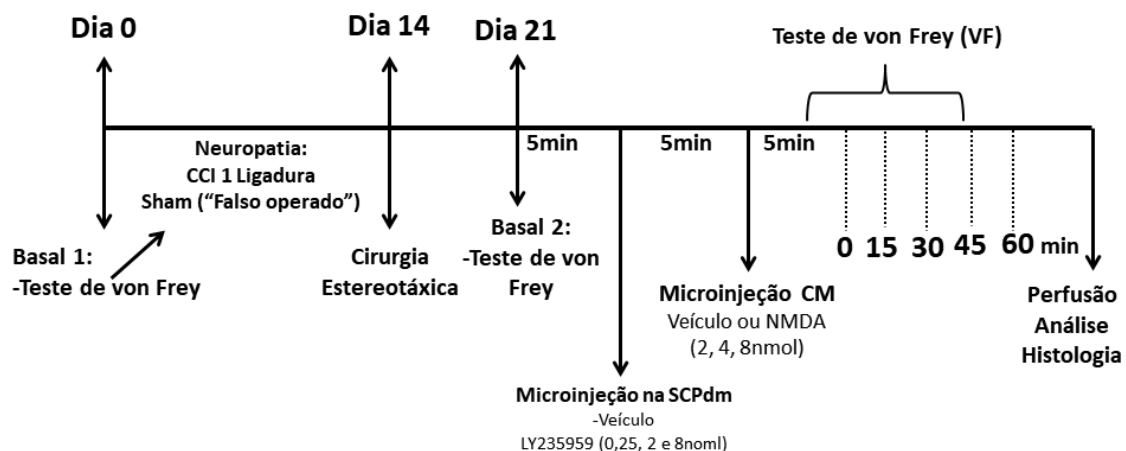 Dia 0
Dia 14
Dia 21
Teste de von Frey (VF)
5min
5min
5min
Neuropatia:
CCI 1 Ligadura
Sham (“Falso operado”)
Basal 1:
-Teste de von Frey
Cirurgia
Estereotáxica
Basal 2:
-Teste de von
Frey
0 15 30 45 60 min
Microinjeção CM
Veículo ou NMDA
(2, 4, 8nmol)
Perfusão
Análise
Histologia
Microinjeção na SCPdm
-Veículo
LY235959 (0,25, 2 e 8noml)